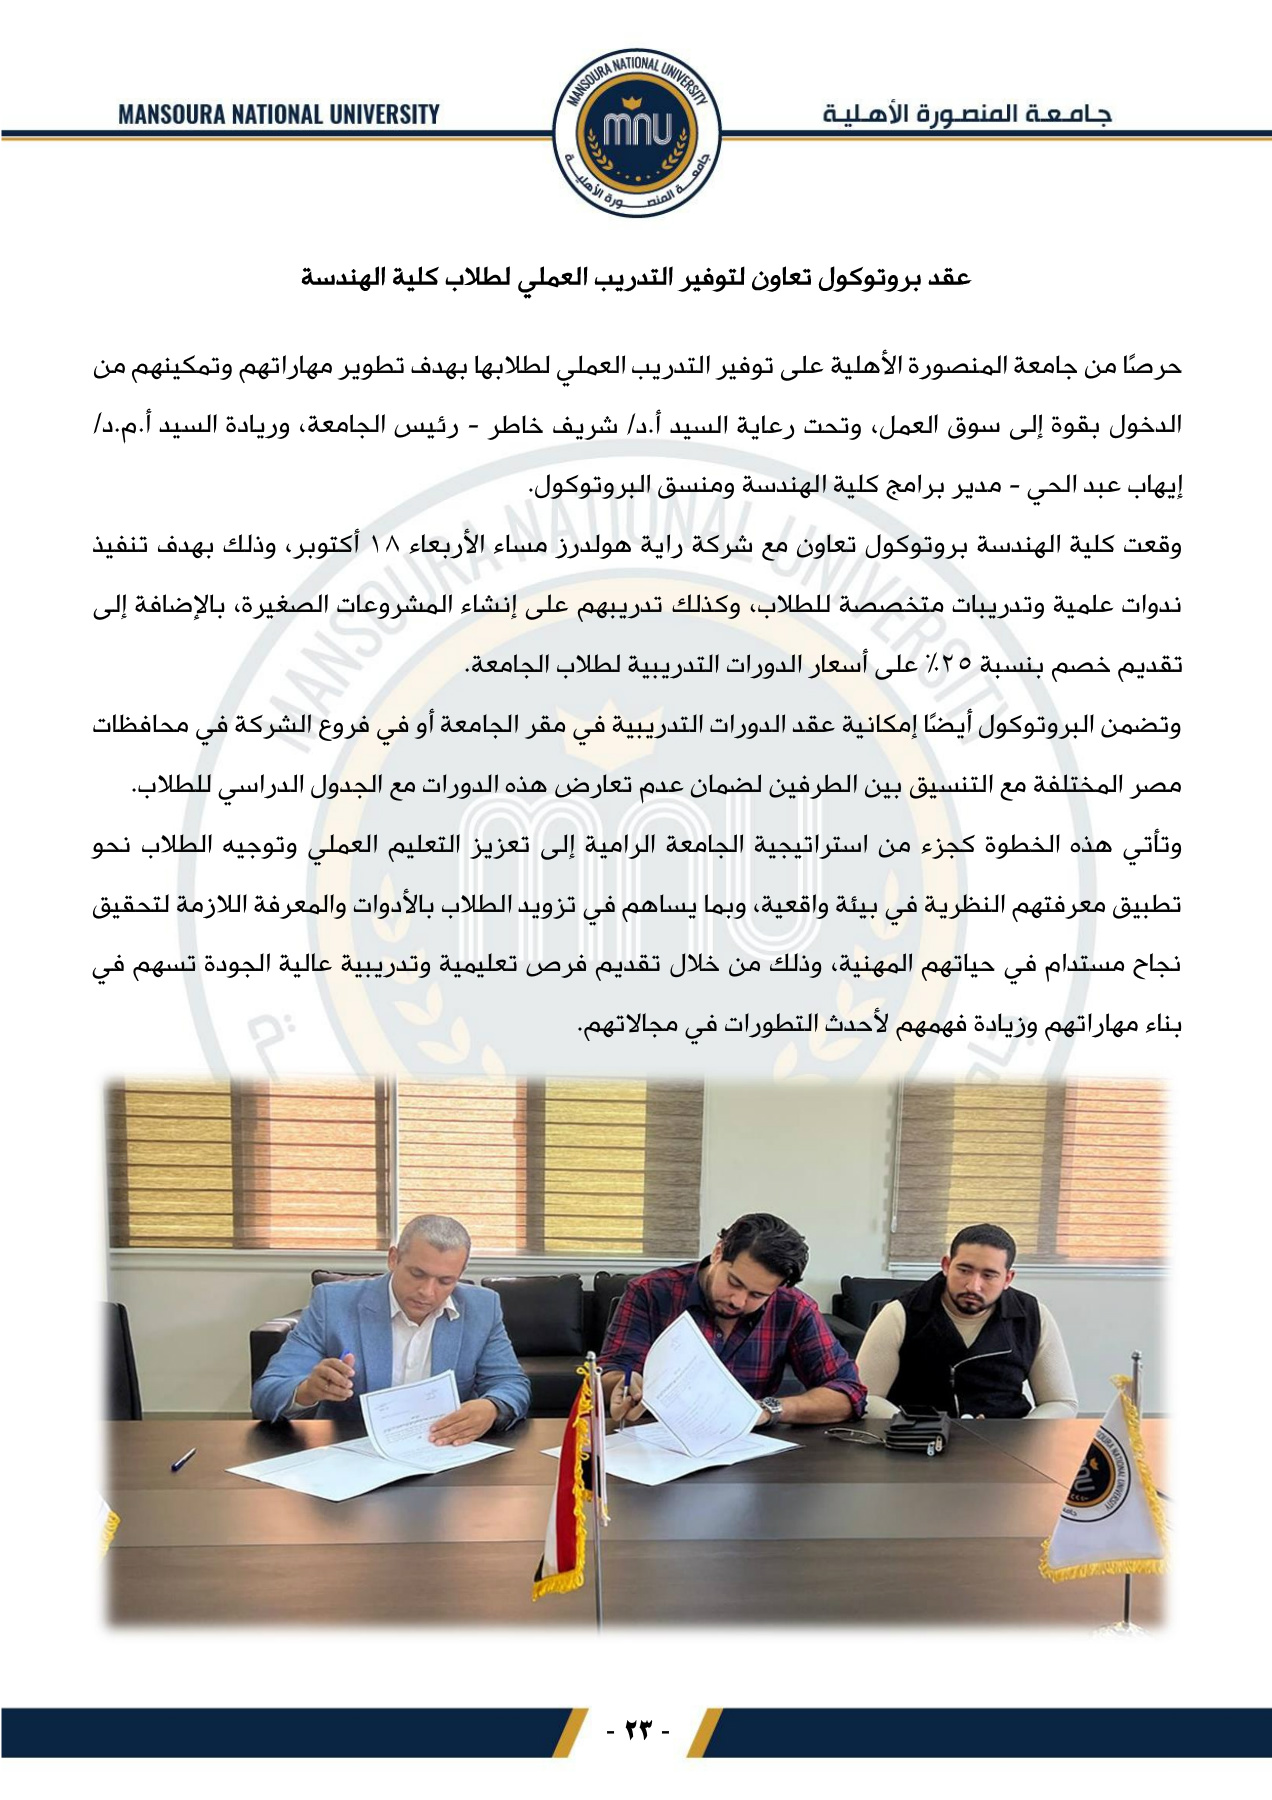 MANSOURA NATIONAL UNIVERSITY
جامعة المنصورة الأهلية
MANSOURA NATIONAL UNIVERSITY
mnu
جامعة المنصورة الأهلية
عقد بروتوكول تعاون لتوفير التدريب العملي لطلاب كلية الهندسة
حرصًا من جامعة المنصورة الأهلية على توفير التدريب العملي لطلابها بهدف تطوير مهاراتهم وتمكينهم من
الدخول بقوة إلى سوق العمل، وتحت رعاية السيد أ.د/ شريف خاطر - رئيس الجامعة، وريادة السيد أ.م.د/
إيهاب عبد الحي - مدير برامج كلية الهندسة ومنسق البروتوكول.
وقعت كلية الهندسة بروتوكول تعاون مع شركة راية هولدرز مساء الأربعاء ١٨ أكتوبر، وذلك بهدف تنفيذ
ندوات علمية وتدريبات متخصصة للطلاب، وكذلك تدريبهم على إنشاء المشروعات الصغيرة، بالإضافة إلى
تقديم خصم بنسبة ٢٥٪ على أسعار الدورات التدريبية لطلاب الجامعة.
وتضمن البروتوكول أيضًا إمكانية عقد الدورات التدريبية في مقر الجامعة أو في فروع الشركة في محافظات
مصر المختلفة مع التنسيق بين الطرفين لضمان عدم تعارض هذه الدورات مع الجدول الدراسي للطلاب.
وتأتي هذه الخطوة كجزء من استراتيجية الجامعة الرامية إلى تعزيز التعليم العملي وتوجيه الطلاب نحو
تطبيق معرفتهم النظرية في بيئة واقعية، وبما يساهم في تزويد الطلاب بالأدوات والمعرفة اللازمة لتحقيق
نجاح مستدام في حياتهم المهنية، وذلك من خلال تقديم فرص تعليمية وتدريبية عالية الجودة تسهم في
بناء مهاراتهم وزيادة فهمهم لأحدث التطورات في مجالاتهم.
- ٢٣ -